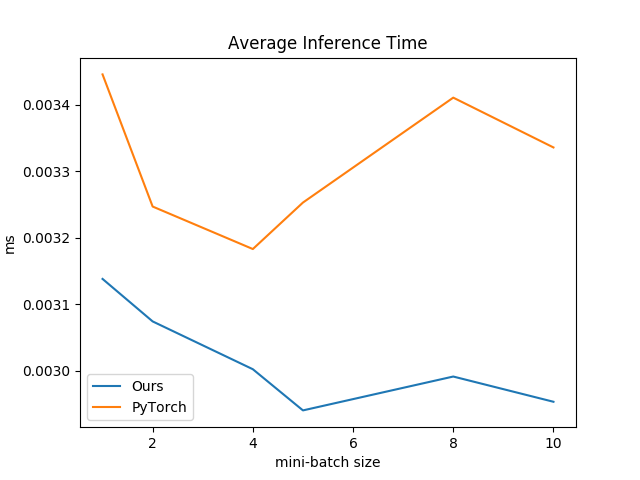 Average Inference Time
0.0034
0.0033
0.0032
0.0031
0.0030
ms
Ours
PyTorch
2 4 6 8 10
mini-batch size